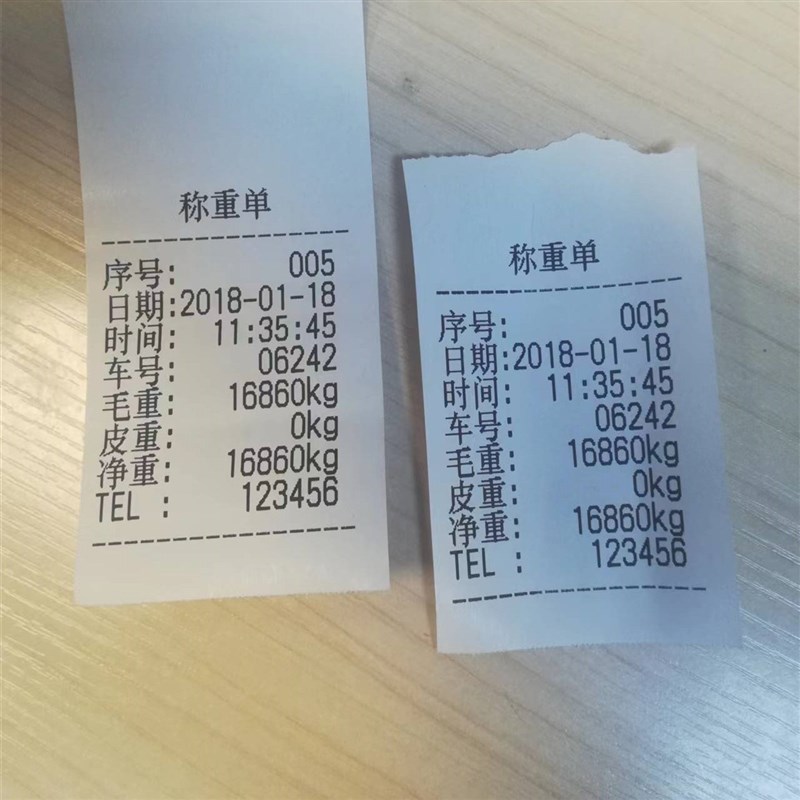 称重单
序号: 005
日期:2018-01-18
时间: 11:35:45
车号: 06242
毛重: 16860kg
皮重: 0kg
净重: 16860kg
TEL : 123456
称重单
序号: 005
日期:2018-01-18
时间: 11:35:45
车号: 06242
毛重: 16860kg
皮重: 0kg
净重: 16860kg
TEL : 123456